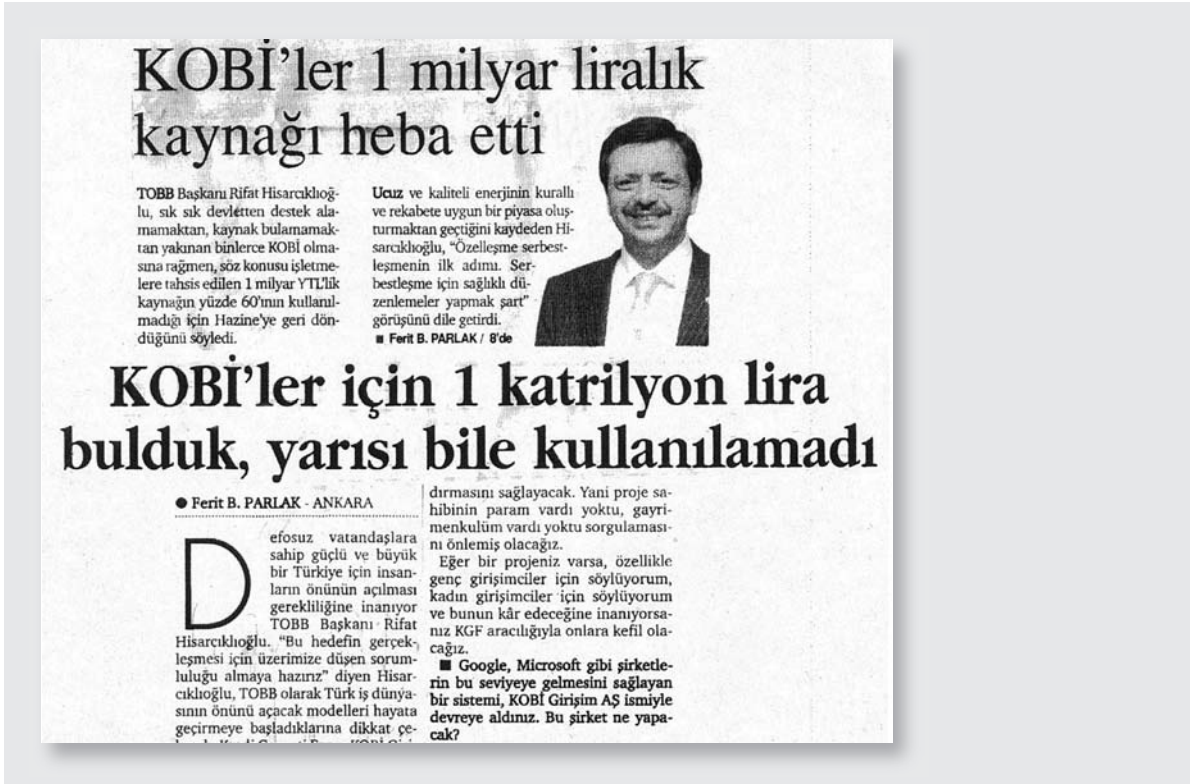 KOBİ’ler 1 milyar liralık
kaynağı heba etti
TOBB Başkanı Rifat Hisarcıklıoğ-
lu, sık sık devletten destek ala-
mamaktan, kaynak bulamamak-
tan yakınan binlerce KOBİ olma-
sına rağmen, söz konusu işletme-
lere tahsis edilen 1 milyar YTL'lik
kaynağın yüzde 60'ının kullanıl-
madığı için Hazine'ye geri dön-
düğünü söyledi.
Ucuz ve kaliteli enerjinin kurallı
ve rekabete uygun bir piyasa oluş-
turmaktan geçtiğini kaydeden Hi-
sarcıklıoğlu, “Özelleşme serbest-
leşmenin ilk adımı. Ser-
bestleşme için sağlıklı dü-
zenlemeler yapmak şart”
görüşünü dile getirdi.
■ Ferit B. PARLAK / 8'de
KOBİ’ler için 1 katrilyon lira
bulduk, yarısı bile kullanılamadı
● Ferit B. PARLAK - ANKARA
Defosuz vatandaşlara
sahip güçlü ve büyük
bir Türkiye için insan-
ların önünün açılması
gerekliliğine inanıyor
TOBB Başkanı Rifat
Hisarcıklıoğlu. “Bu hedefin gerçek-
leşmesi için üzerimize düşen sorum-
luluğu almaya hazırız” diyen Hisar-
cıklıoğlu, TOBB olarak Türk iş dünya-
sının önünü açacak modelleri hayata
geçirmeye başladıklarına dikkat çe-
dırmasını sağlayacak. Yani proje sa-
hibinin param vardı yoktu, gayri-
menkulüm vardı yoktu sorgulaması-
nı önlemiş olacağız.
Eğer bir projeniz varsa, özellikle
genç girişimciler için söylüyorum,
kadın girişimciler için söylüyorum
ve bunun kâr edeceğine inanıyorsa-
nız KGF aracılığıyla onlara kefil ola-
cağız.
■ Google, Microsoft gibi şirketle-
rin bu seviyeye gelmesini sağlayan
bir sistemi, KOBİ Girişim AŞ ismiyle
devreye aldınız. Bu şirket ne yapa-
cak?